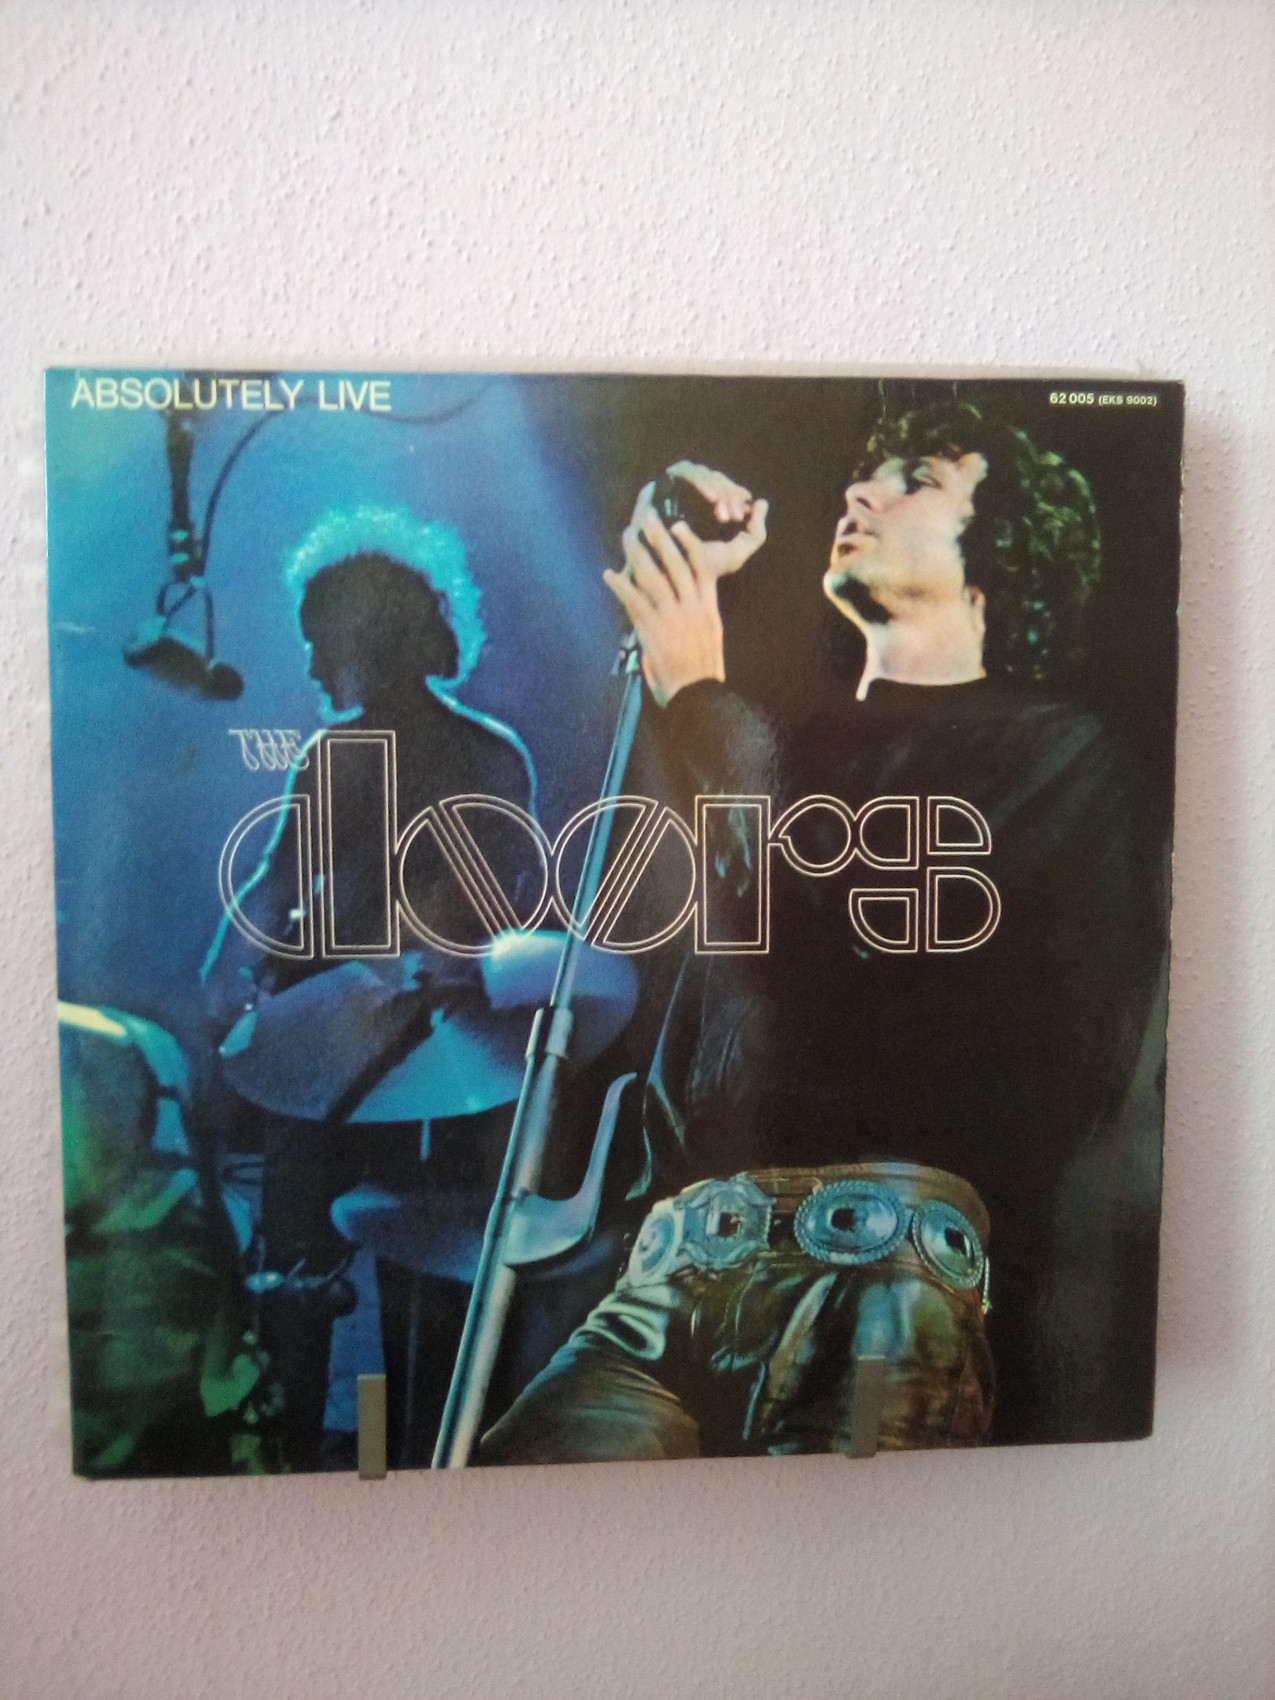 ABSOLUTELY LIVE
62 005 (EKS 9002)
THE
doors